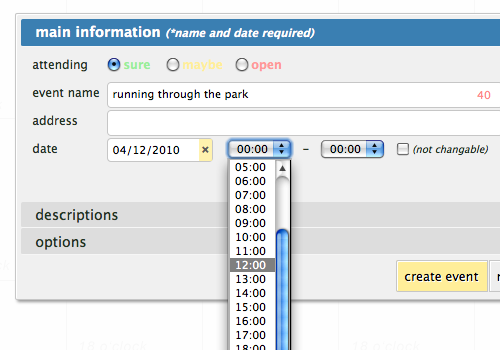 main information (*name and date required)
attending sure maybe open
event name running through the park 40
address
date 04/12/2010 × 00:00 – 00:00 (not changable)
05:00
06:00
07:00
08:00
09:00
10:00
11:00
12:00
13:00
14:00
15:00
16:00
17:00
18:00
descriptions
options
create event